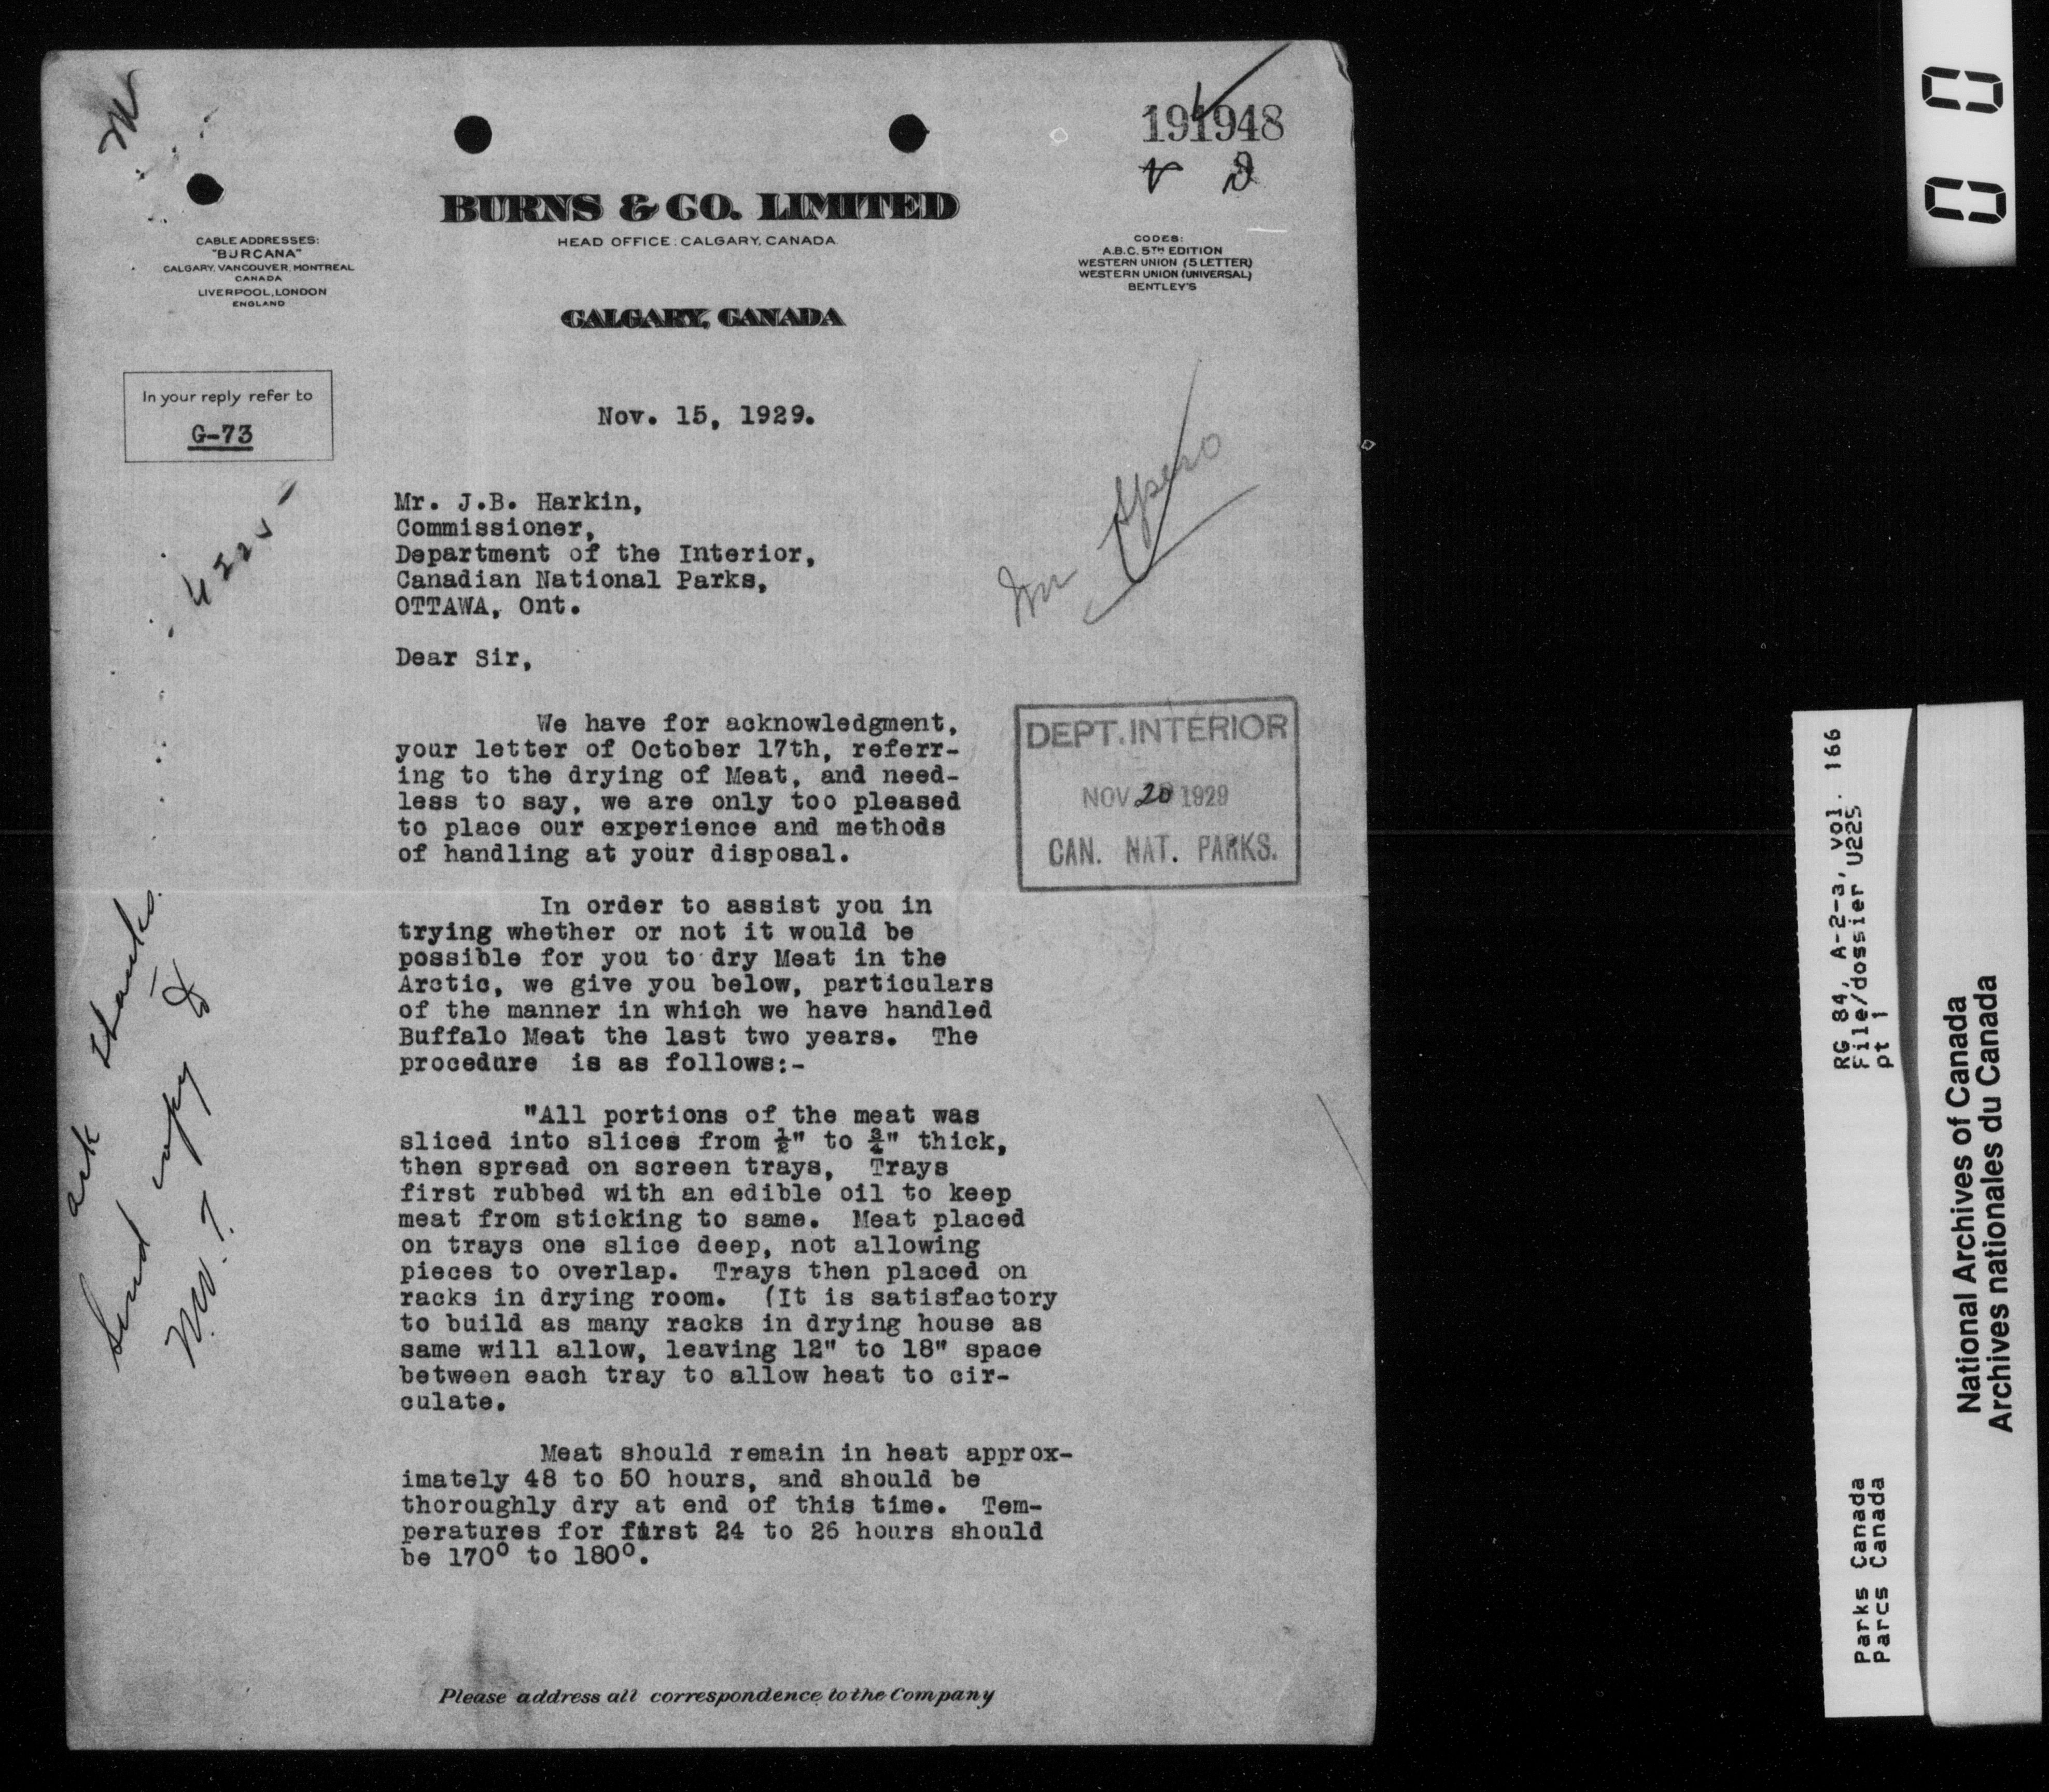 191948
BURNS & CO. LIMITED
HEAD OFFICE: CALGARY, CANADA.
CABLE ADDRESSES:
"BURCANA"
CALGARY, VANCOUVER, MONTREAL
CANADA
LIVERPOOL, LONDON
ENGLAND
CODES:
A.B.C. 5TH EDITION
WESTERN UNION (5 LETTER)
WESTERN UNION (UNIVERSAL)
BENTLEY'S
CALGARY, CANADA
In your reply refer to
G-73
Nov. 15, 1929.
Mr. J.B. Harkin,
Commissioner,
Department of the Interior,
Canadian National Parks,
OTTAWA, Ont.
Mr Spero
U225
Dear Sir,
We have for acknowledgment,
your letter of October 17th, referr-
ing to the drying of Meat, and need-
less to say, we are only too pleased
to place our experience and methods
of handling at your disposal.
DEPT. INTERIOR
NOV 20 1929
CAN. NAT. PARKS.
In order to assist you in
trying whether or not it would be
possible for you to dry Meat in the
Arctic, we give you below, particulars
of the manner in which we have handled
Buffalo Meat the last two years. The
procedure is as follows:-
"All portions of the meat was
sliced into slices from ½" to ¾" thick,
then spread on screen trays, Trays
first rubbed with an edible oil to keep
meat from sticking to same. Meat placed
on trays one slice deep, not allowing
pieces to overlap. Trays then placed on
racks in drying room. (It is satisfactory
to build as many racks in drying house as
same will allow, leaving 12" to 18" space
between each tray to allow heat to cir-
culate.
Meat should remain in heat approx-
imately 48 to 50 hours, and should be
thoroughly dry at end of this time. Tem-
peratures for first 24 to 26 hours should
be 170° to 180°.
ack thanks
Send copy
N.W.T.
Please address all correspondence to the Company
00
RG 84, A-2-a, vol. 166
File/dossier U225
pt 1
Parks Canada
Parcs Canada
National Archives of Canada
Archives nationales du Canada